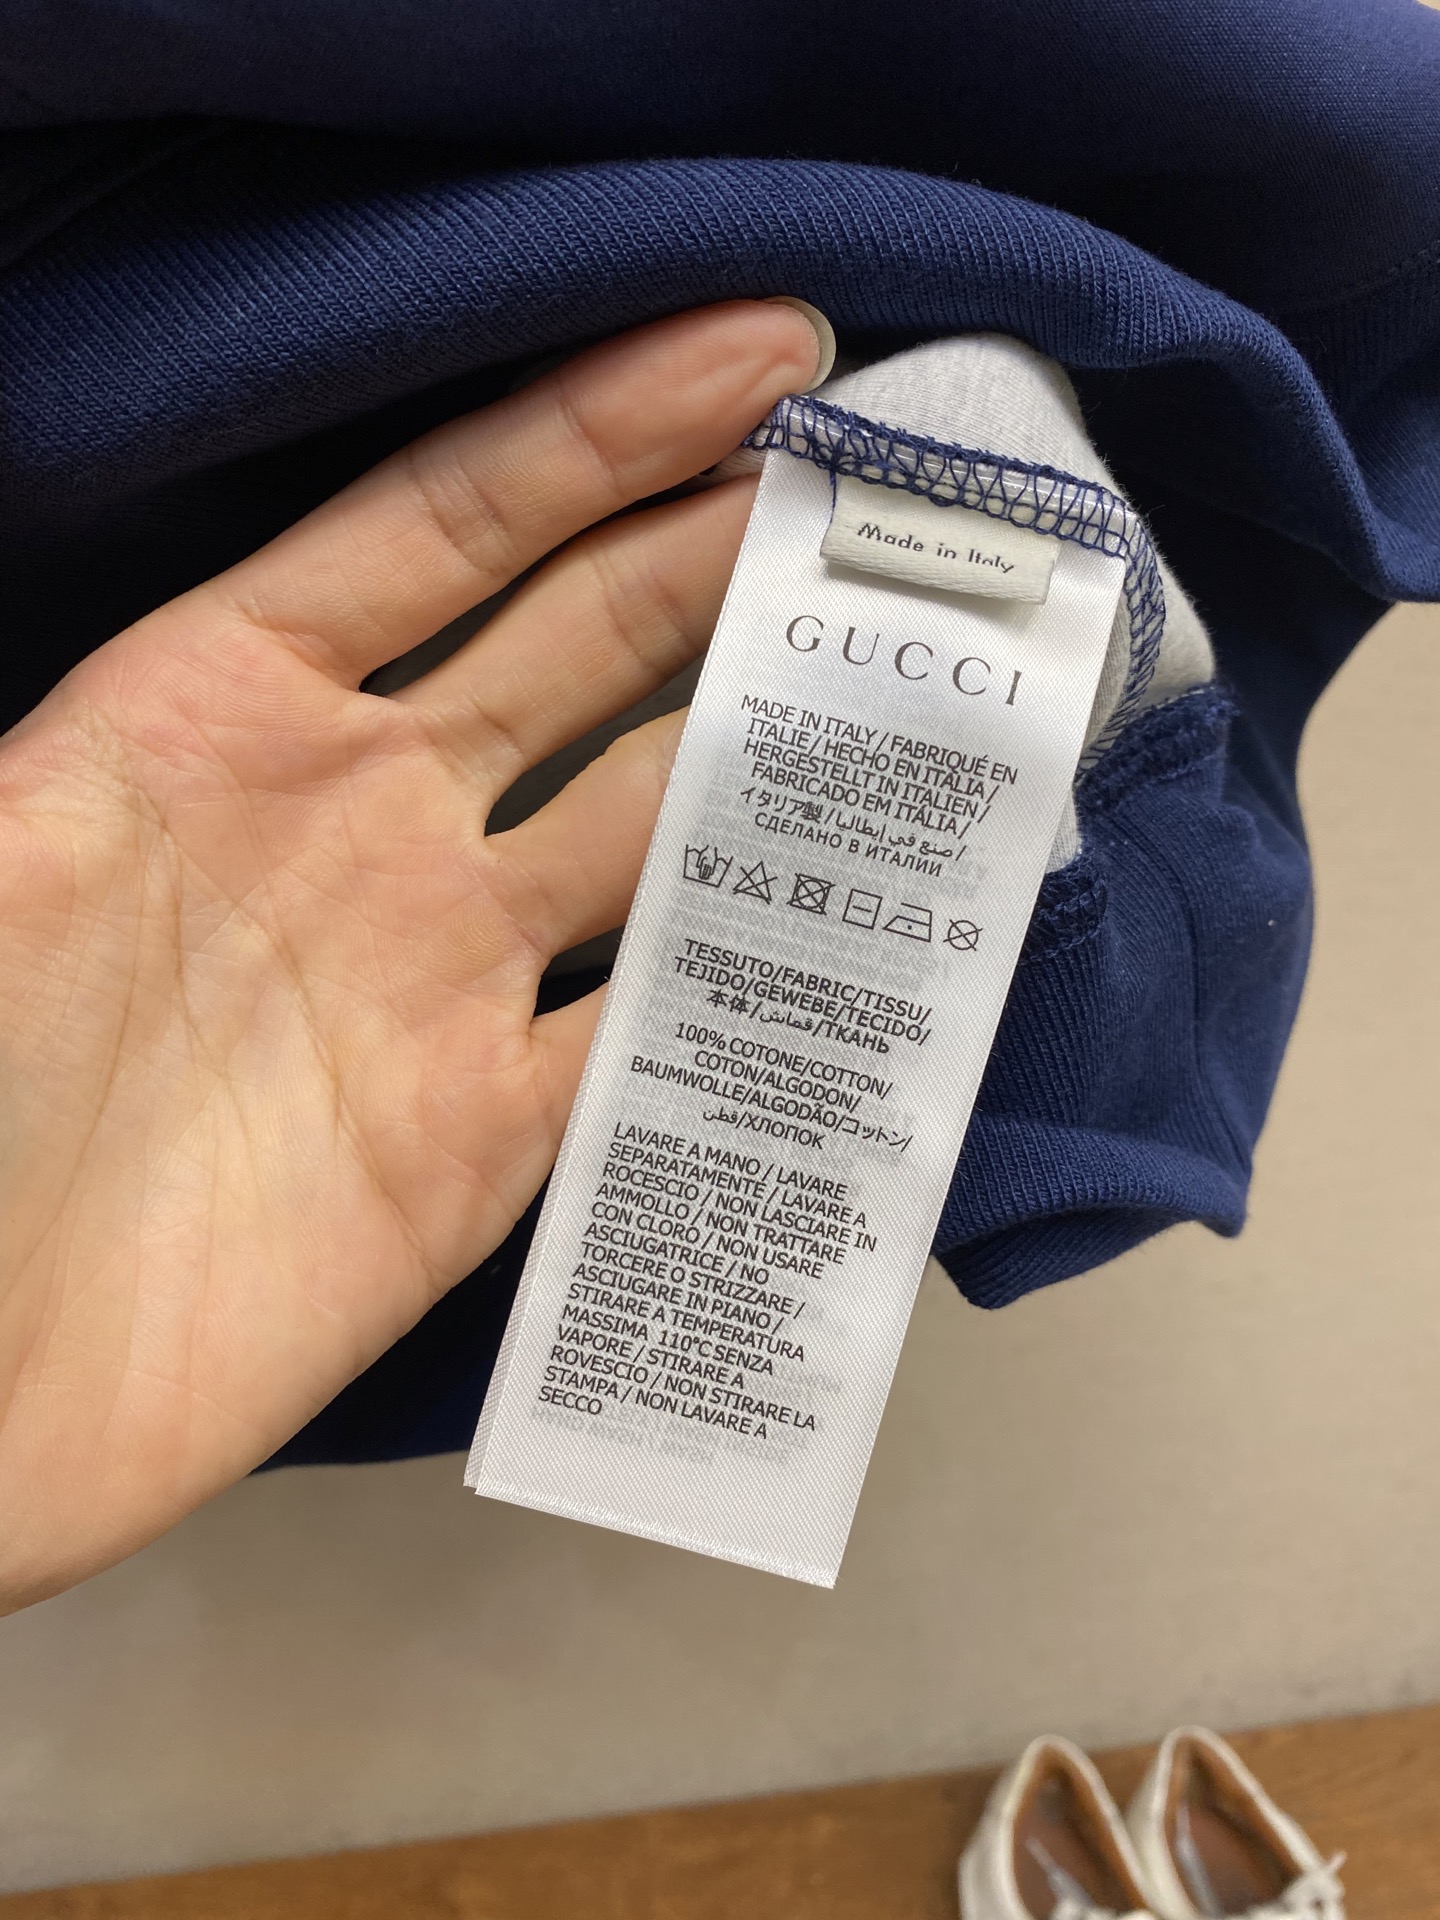 Made in Italy
GUCCI
MADE IN ITALY / FABRIQUÉ EN
ITALIE / HECHO EN ITALIA /
HERGESTELLT IN ITALIEN /
FABRICADO EM ITÁLIA /
イタリア製 / صنع في إيطاليا /
СДЕЛАНО В ИТАЛИИ
TESSUTO/FABRIC/TISSU/
TEJIDO/GEWEBE/TECIDO/
本体/قماش/ТКАНЬ
100% COTONE/COTTON/
COTON/ALGODON/
BAUMWOLLE/ALGODÃO/コットン/
قطن/ХЛОПОК
LAVARE A MANO / LAVARE
SEPARATAMENTE / LAVARE A
ROCESCIO / NON LASCIARE IN
AMMOLLO / NON TRATTARE
CON CLORO / NON USARE
ASCIUGATRICE / NO
TORCERE O STRIZZARE /
ASCIUGARE IN PIANO /
STIRARE A TEMPERATURA
MASSIMA 110°C SENZA
VAPORE / STIRARE A
ROVESCIO / NON STIRARE LA
STAMPA / NON LAVARE A
SECCO